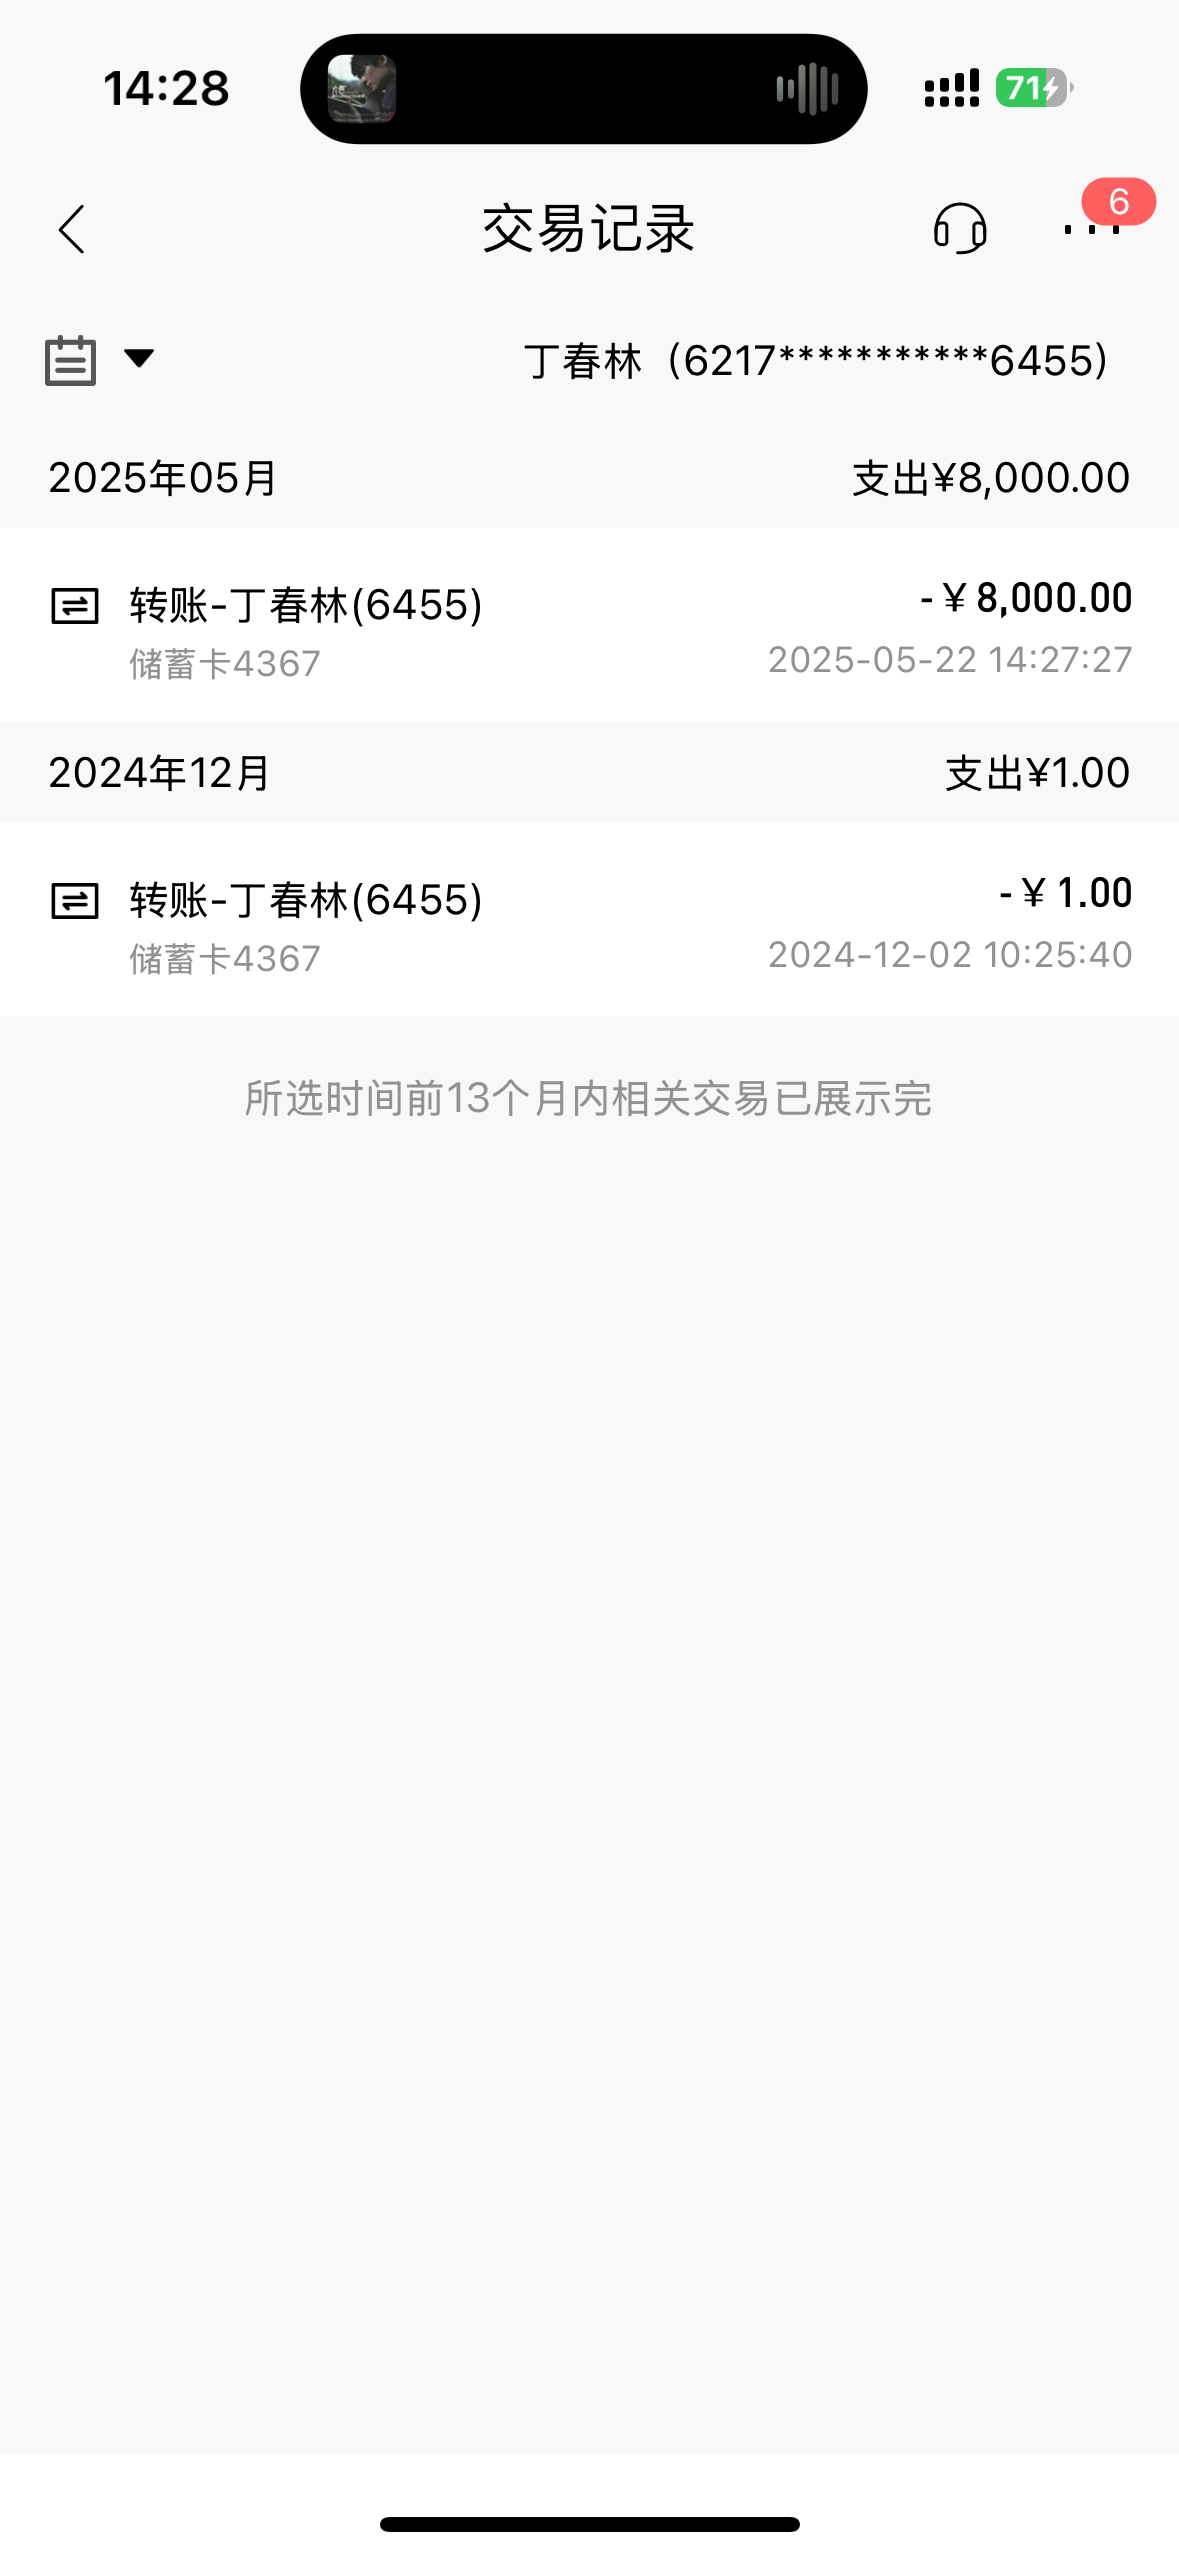 14:28
71
交易记录
6
丁春林（6217***********6455）
2025年05月
支出¥8,000.00
转账-丁春林(6455)
-￥8,000.00
储蓄卡4367
2025-05-22 14:27:27
2024年12月
支出¥1.00
转账-丁春林(6455)
-￥1.00
储蓄卡4367
2024-12-02 10:25:40
所选时间前13个月内相关交易已展示完